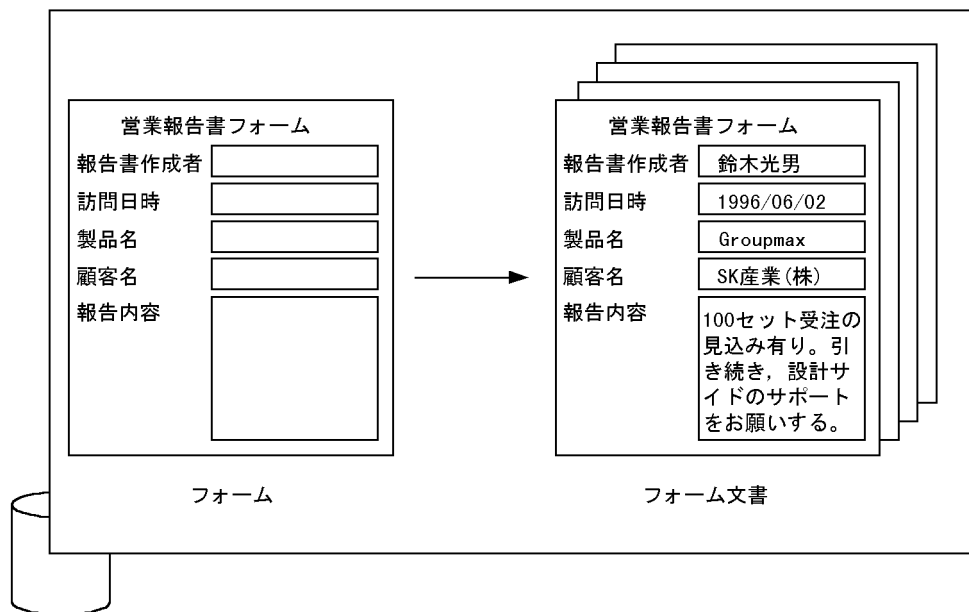 営業報告書フォーム
報告書作成者
訪問日時
製品名
顧客名
報告内容
フォーム
営業報告書フォーム
報告書作成者 鈴木光男
訪問日時 1996/06/02
製品名 Groupmax
顧客名 SK産業(株)
報告内容
100セット受注の
見込み有り。引
き続き，設計サ
イドのサポート
をお願いする。
フォーム文書